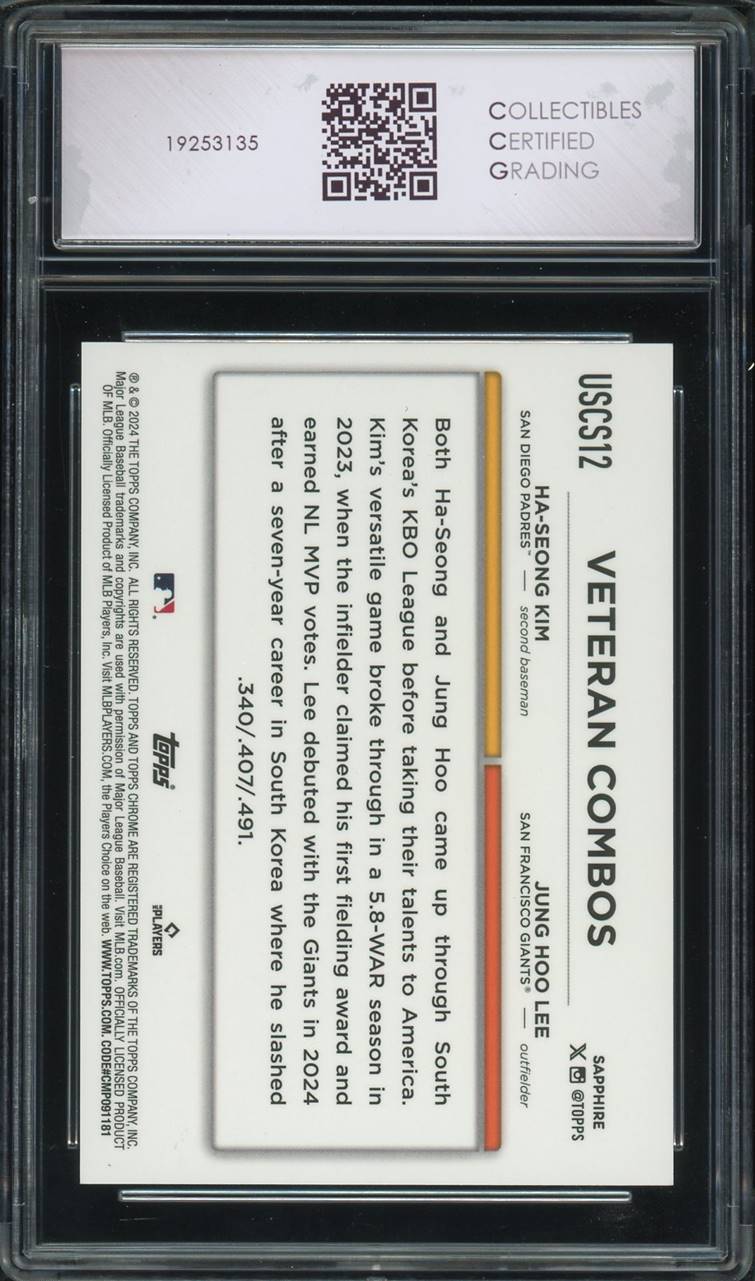 19253135
COLLECTIBLES
CERTIFIED
GRADING
USCS12
VETERAN COMBOS
SAPPHIRE
@TOPPS
HA-SEONG KIM
SAN DIEGO PADRES™ — second baseman
JUNG HOO LEE
SAN FRANCISCO GIANTS® — outfielder
Both Ha-Seong and Jung Hoo came up through South
Korea's KBO League before taking their talents to America.
Kim's versatile game broke through in a 5.8-WAR season in
2023, when the infielder claimed his first fielding award and
earned NL MVP votes. Lee debuted with the Giants in 2024
after a seven-year career in South Korea where he slashed
.340/.407/.491.
topps®
MLBPLAYERS
® & © 2024 THE TOPPS COMPANY, INC. ALL RIGHTS RESERVED. TOPPS AND TOPPS CHROME ARE REGISTERED TRADEMARKS OF THE TOPPS COMPANY, INC.
Major League Baseball trademarks and copyrights are used with permission of Major League Baseball. Visit MLB.com. OFFICIALLY LICENSED PRODUCT
OF MLB. Officially Licensed Product of MLB Players, Inc. Visit MLBPLAYERS.COM, the Players Choice on the web. WWW.TOPPS.COM. CODE#CMP091181